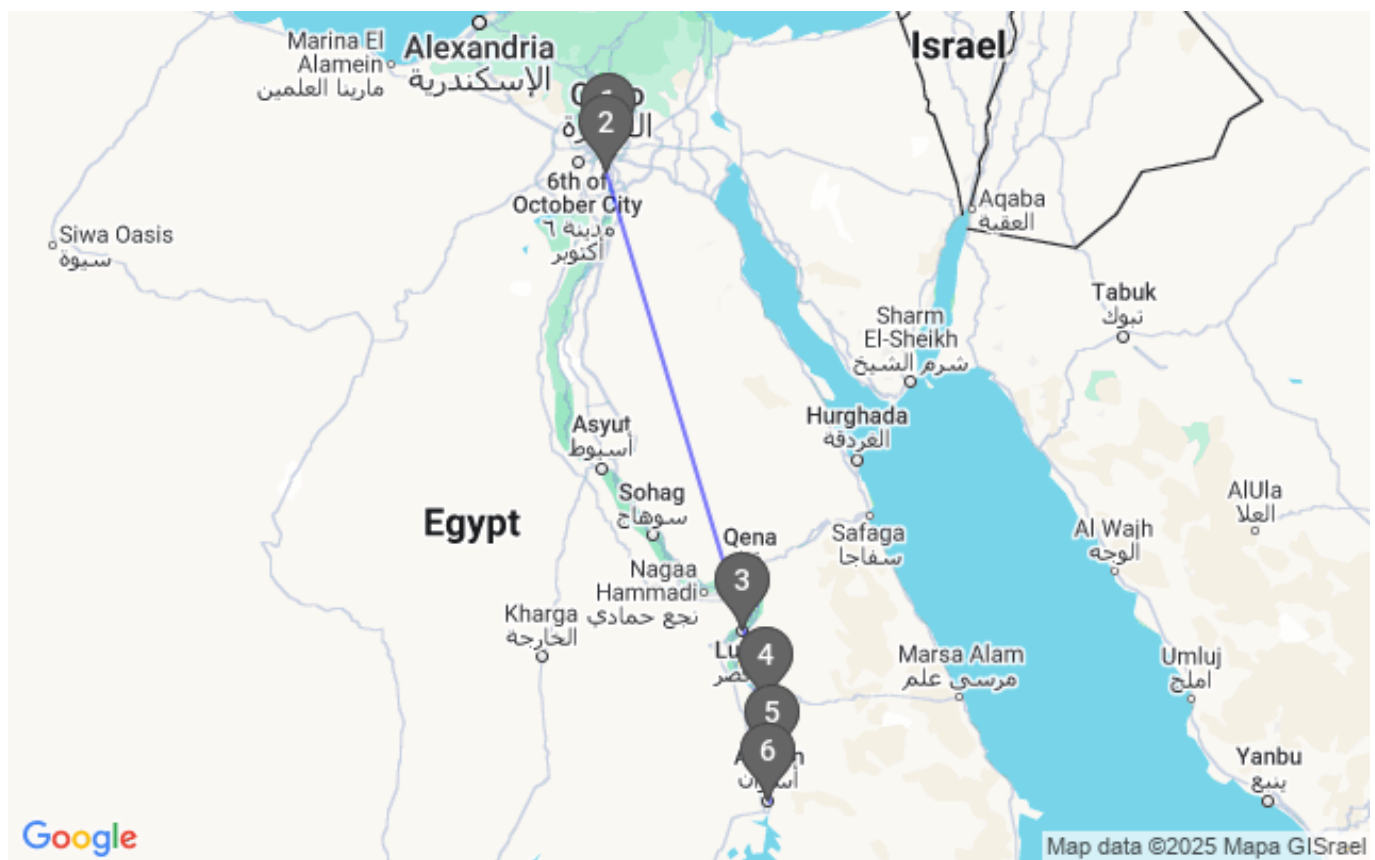 Marina El
Alamein
مارينا العلمين
Alexandria
الإسكندرية
Israel
1
2
6th of
October City
مدينة ٦
أكتوبر
Siwa Oasis
سيوة
Aqaba
العقبة
Tabuk
تبوك
Sharm
El-Sheikh
شرم الشيخ
Hurghada
الغردقة
Asyut
أسيوط
Sohag
سوهاج
Egypt
Qena
3
Nagaa
Hammadi
نجع حمادي
Kharga
الخارجة
Safaga
سفاجا
Al Wajh
الوجه
AlUla
العلا
4
Marsa Alam
مرسي علم
Umluj
املج
5
6
Yanbu
ينبع
Google
Map data ©2025 Mapa GISrael